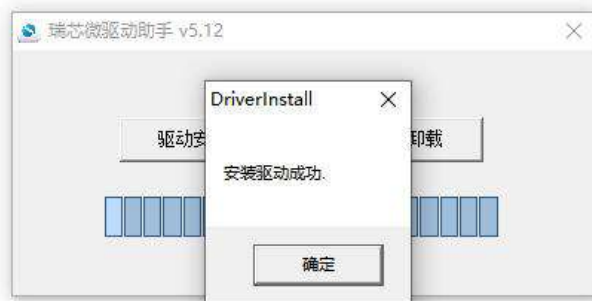 瑞芯微驱动助手 v5.12
DriverInstall
驱动安
卸载
安装驱动成功.
确定